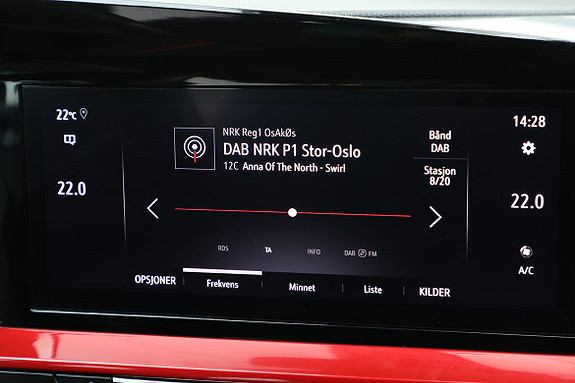 22°C
14:28
NRK Reg1 OsAkØs
DAB NRK P1 Stor-Oslo
12C Anna Of The North - Swirl
Bånd
DAB
Stasjon
8/20
22.0
22.0
RDS TA INFO DAB FM
A/C
OPSJONER Frekvens Minnet Liste KILDER